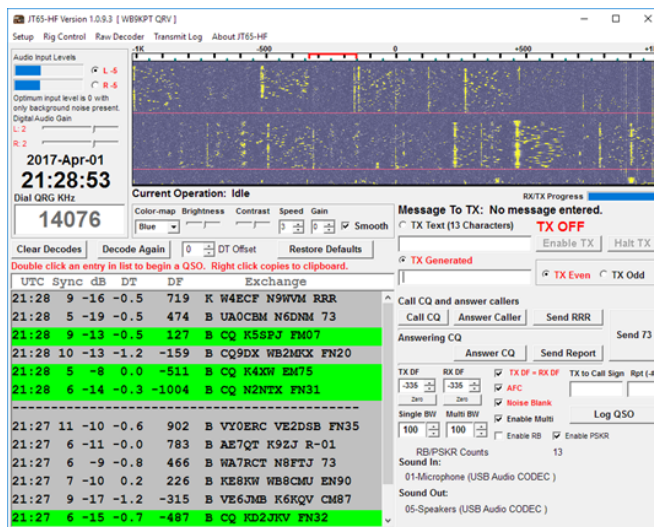 JT65-HF Version 1.0.9.3 [ WB9KPT QRV ]
Setup Rig Control Raw Decoder Transmit Log About JT65-HF
Audio Input Levels
L -5
R -5
Optimum input level is 0 with
only background noise present.
Digital Audio Gain
L: 2
R: 2
2017-Apr-01
21:28:53
Dial QRG KHz
14076
-1K -500 0 +500
Current Operation: Idle
RX/TX Progress
Color-map Brightness Contrast Speed Gain
Blue 3 0 Smooth
Clear Decodes Decode Again 0 DT Offset Restore Defaults
Double click an entry in list to begin a QSO. Right click copies to clipboard.
UTC Sync dB DT DF Exchange
21:28 9 -16 -0.5 719 K W4ECF N9WVM RRR
21:28 5 -19 -0.5 474 B UA0CBM N6DNM 73
21:28 9 -13 -0.5 127 B CQ K5SPJ FM07
21:28 10 -13 -1.2 -159 B CQ9DX WB2MKX FN20
21:28 5 -8 0.0 -511 B CQ K4XW EM75
21:28 6 -14 -0.3 -1004 B CQ N2NTX FN31
--------------------------------------------------
21:27 11 -10 -0.6 902 B VY0ERC VE2DSB FN35
21:27 6 -11 -0.0 783 B AE7QT K9ZJ R-01
21:27 6 -9 -0.8 466 B WA7RCT N8FTJ 73
21:27 7 -10 0.2 226 B KE8KW WB8CMU EN90
21:27 9 -17 -1.2 -315 B VE6JMB K6KQV CM87
21:27 6 -15 -0.7 -487 B CQ KD2JKV FN32
Message To TX: No message entered.
TX Text (13 Characters) TX OFF
Enable TX Halt TX
TX Generated
TX Even TX Odd
Call CQ and answer callers
Call CQ Answer Caller Send RRR
Answering CQ Send 73
Answer CQ Send Report
TX DF RX DF TX DF = RX DF TX to Call Sign Rpt (-#
-335 -335 AFC
Zero Zero Noise Blank
Single BW Multi BW Enable Multi Log QSO
100 100 Enable RB Enable PSKR
RB/PSKR Counts 13
Sound In:
01-Microphone (USB Audio CODEC )
Sound Out:
05-Speakers (USB Audio CODEC )